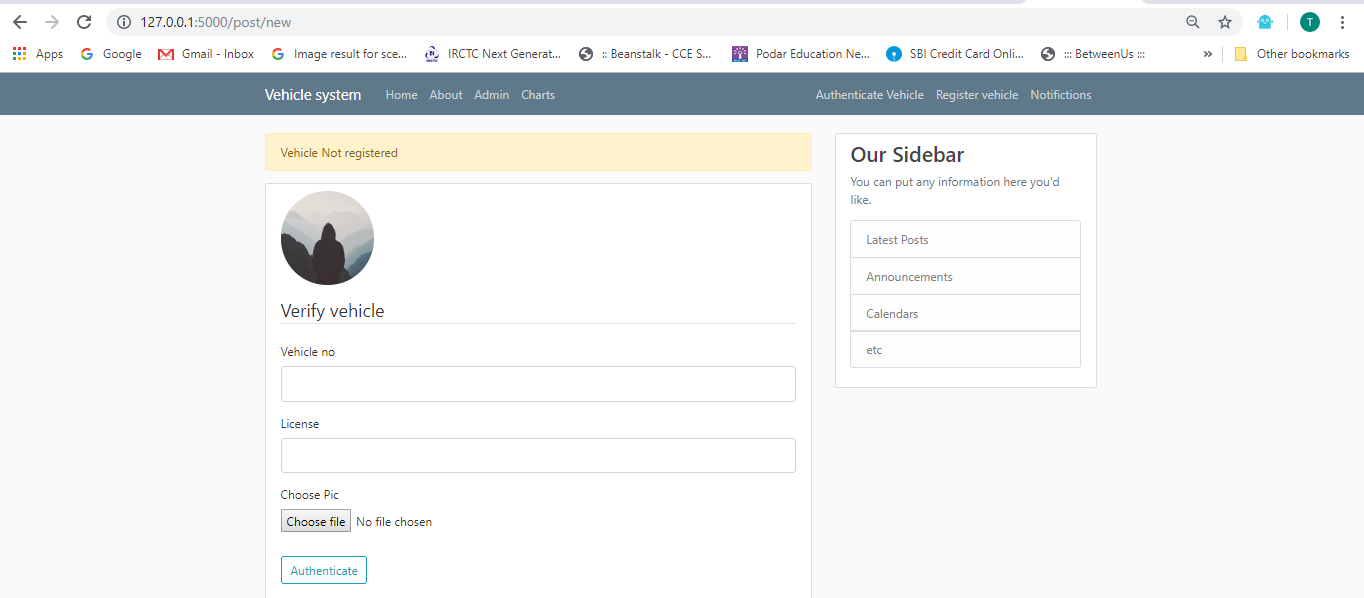 127.0.0.1:5000/post/new
T
Apps Google Gmail - Inbox Image result for sce... IRCTC Next Generat... :: Beanstalk - CCE S... Podar Education Ne... SBI Credit Card Onli... ::: BetweenUs ::: » Other bookmarks
Vehicle system Home About Admin Charts Authenticate Vehicle Register vehicle Notifictions
Vehicle Not registered
Verify vehicle
Vehicle no
License
Choose Pic
Choose file No file chosen
Authenticate
Our Sidebar
You can put any information here you'd
like.
Latest Posts
Announcements
Calendars
etc